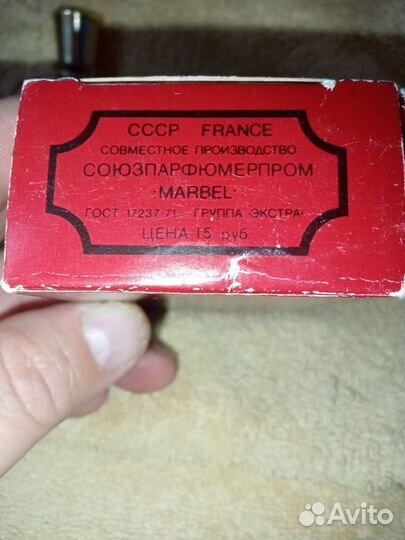 СССР FRANCE
СОВМЕСТНОЕ ПРОИЗВОДСТВО
СОЮЗПАРФЮМЕРПРОМ
·MARBEL·
ГОСТ 17237-71 ГРУППА ЭКСТРА·
ЦЕНА 15 руб.
Avito